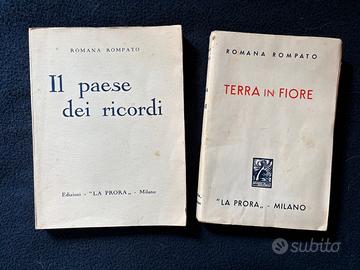 ROMANA ROMPATO
Il paese
dei ricordi
Edizioni - "LA PRORA„ - Milano
ROMANA ROMPATO
TERRA IN FIORE
"LA PRORA„ - MILANO
subito